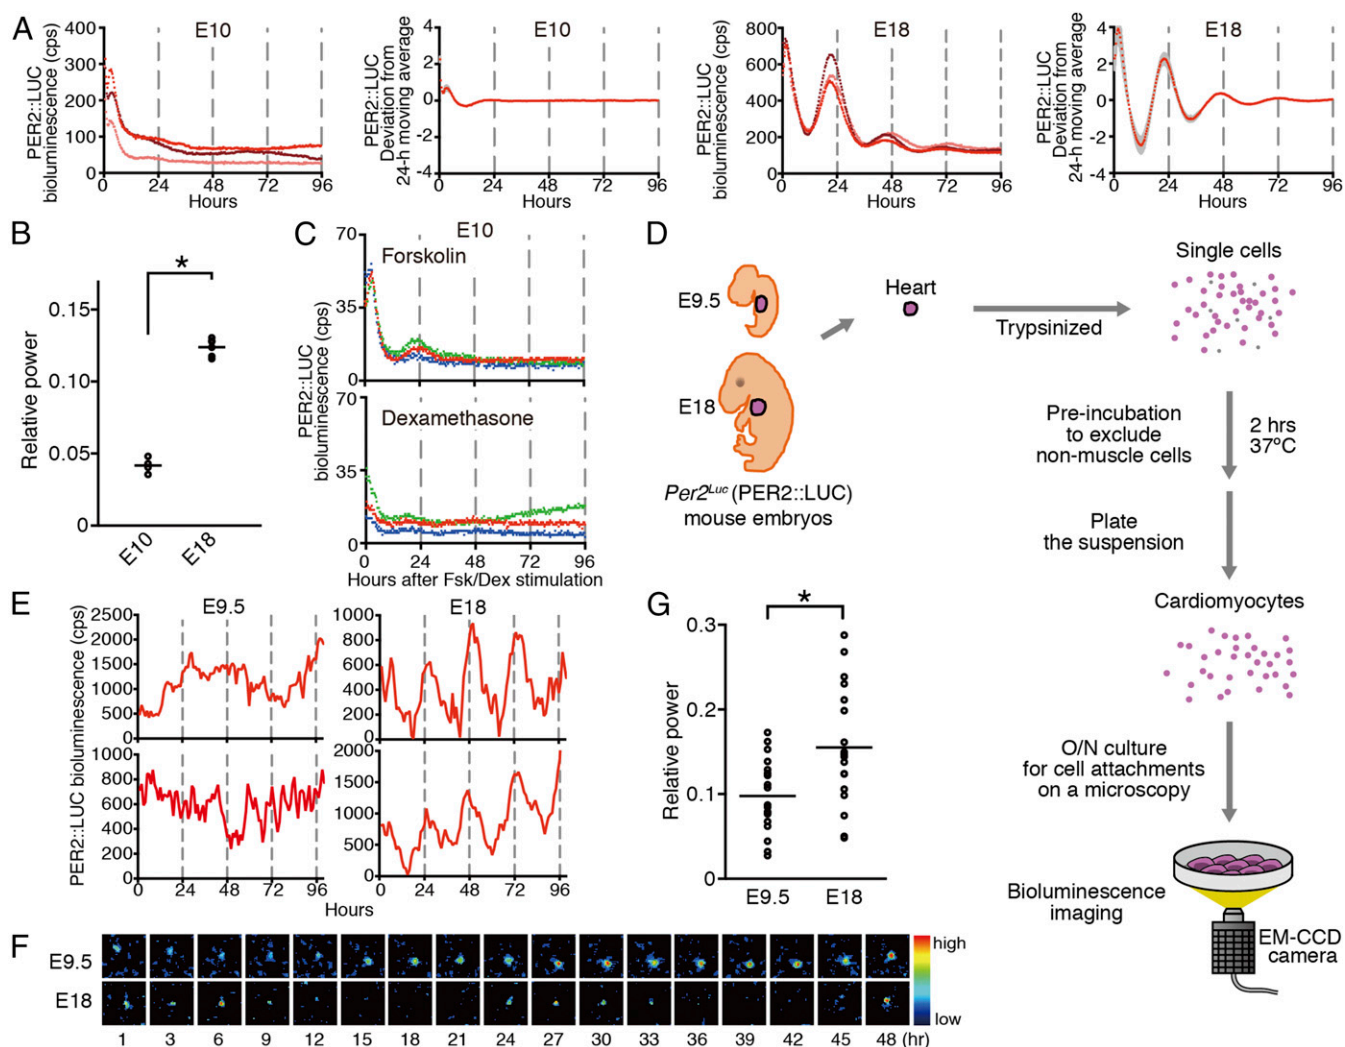 A
PER2::LUC
bioluminescence (cps)
E10
400
300
200
100
0
0 24 48 72 96
Hours
PER2::LUC
Deviation from
24-h moving average
E10
4
2
0
-2
-4
0 24 48 72 96
Hours
PER2::LUC
bioluminescence (cps)
E18
800
600
400
200
0
0 24 48 72 96
Hours
PER2::LUC
Deviation from
24-h moving average
E18
4
2
0
-2
-4
0 24 48 72 96
Hours
B
Relative power
0.15
0.10
0.05
0
*
E10
E18
C
E10
PER2::LUC
bioluminescence (cps)
70
35
0
Forskolin
70
35
0
Dexamethasone
0 24 48 72 96
Hours after Fsk/Dex stimulation
D
E9.5
E18
Per2Luc (PER2::LUC)
mouse embryos
Heart
Trypsinized
Single cells
Pre-incubation
to exclude
non-muscle cells
2 hrs
37ºC
Plate
the suspension
Cardiomyocytes
O/N culture
for cell attachments
on a microscopy
Bioluminescence
imaging
EM-CCD
camera
E
PER2::LUC bioluminescence (cps)
E9.5
2500
2000
1500
1000
500
0
1000
800
600
400
200
0
0 24 48 72 96
E18
1000
800
600
400
200
0
2000
1500
1000
500
0
0 24 48 72 96
Hours
G
Relative power
0.3
0.2
0.1
0
*
E9.5 E18
F
E9.5
E18
1 3 6 9 12 15 18 21 24 27 30 33 36 39 42 45 48 (hr)
high
low